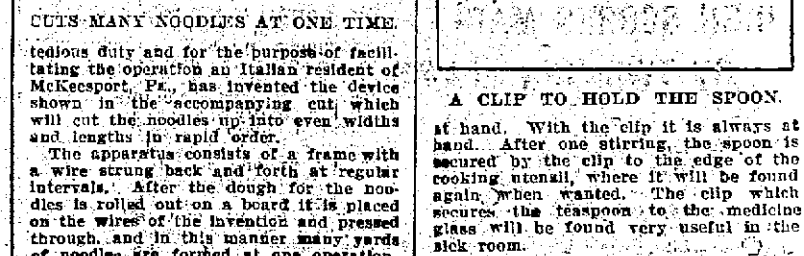 CUTS MANY NOODLES AT ONE TIME.
tedious duty and for the purpose of facili-
tating the operation an Italian resident of
McKeesport, Pa., has invented the device
shown in the accompanying cut, which
will cut the noodles up into even widths
and lengths in rapid order.
The apparatus consists of a frame with
a wire strung back and forth at regular
intervals. After the dough for the noo-
dles is rolled out on a board it is placed
on the wires of the invention and pressed
through, and in this manner many yards
of noodles are formed at one operation.
A CLIP TO HOLD THE SPOON.
at hand. With the clip it is always at
hand. After one stirring, the spoon is
secured by the clip to the edge of the
cooking utensil, where it will be found
again when wanted. The clip which
secures the teaspoon to the medicine
glass will be found very useful in the
sick room.